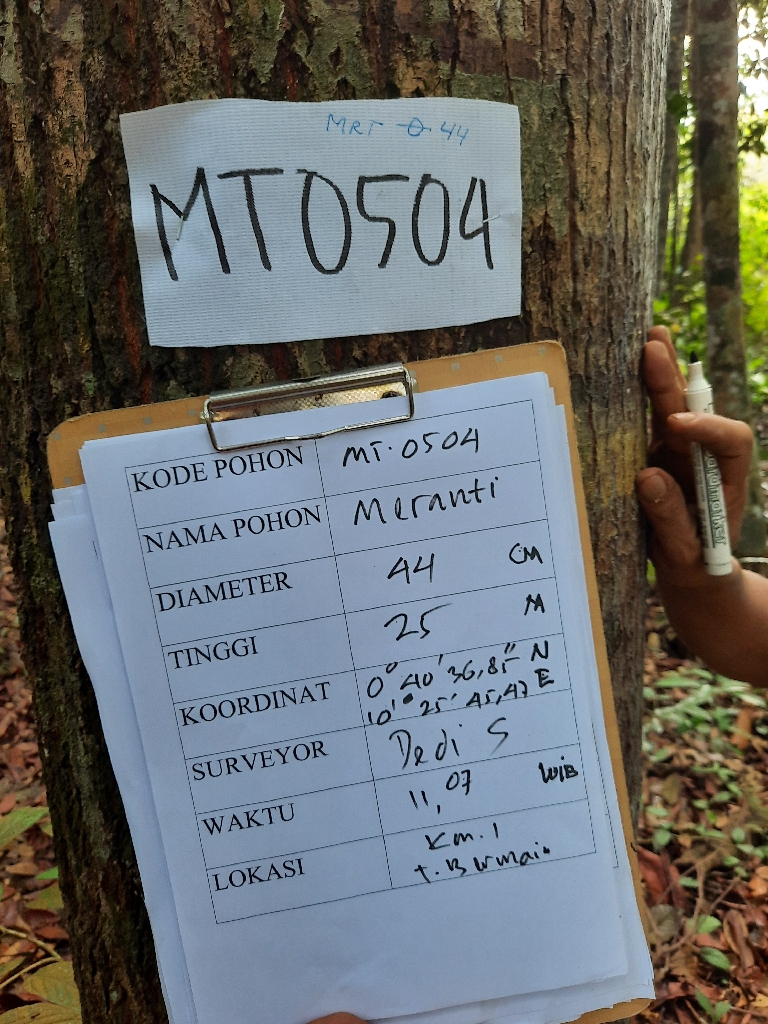 MRT 0 44
MT0504
KODE POHON MT.0504
NAMA POHON Meranti
DIAMETER 44 CM
TINGGI 25 M
KOORDINAT 0° 40' 36,85" N
101° 25' 45,47 E
SURVEYOR Dedi S
WAKTU 11,07 WIB
LOKASI Km. 1